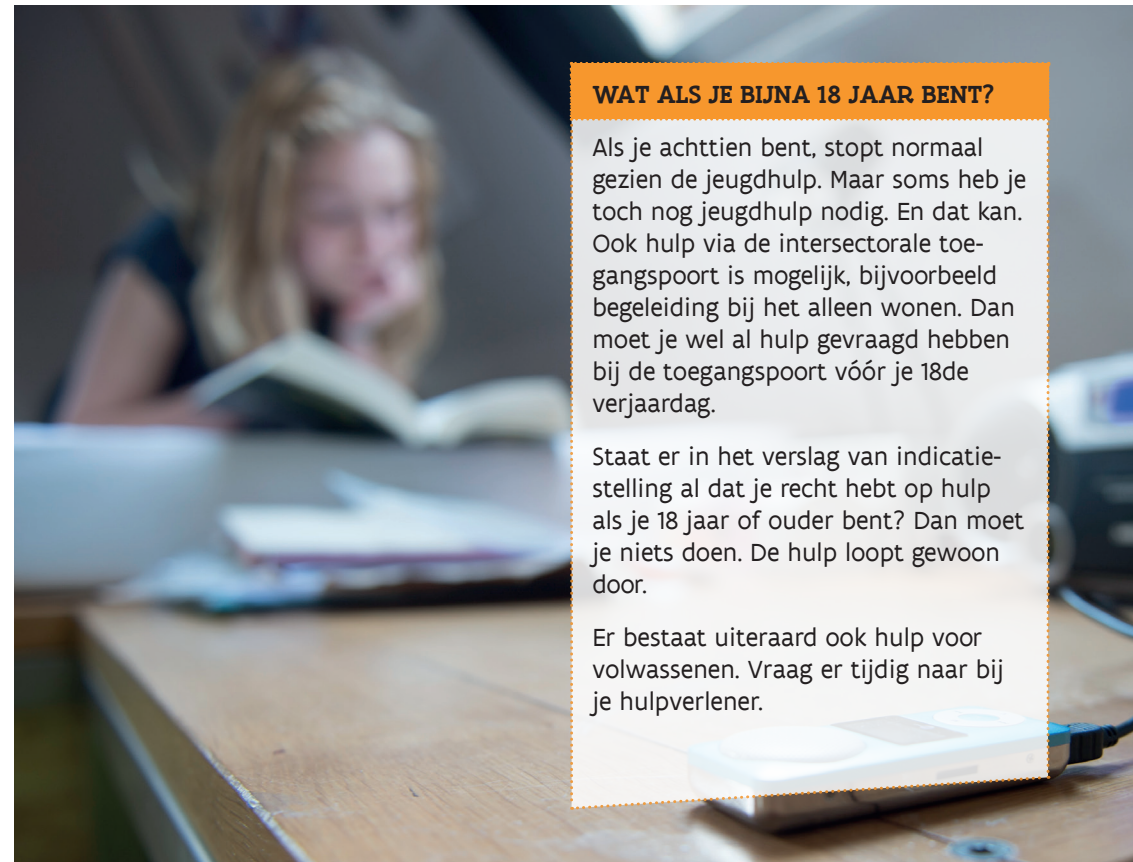 WAT ALS JE BIJNA 18 JAAR BENT?
Als je achttien bent, stopt normaal
gezien de jeugdhulp. Maar soms heb je
toch nog jeugdhulp nodig. En dat kan.
Ook hulp via de intersectorale toe-
gangspoort is mogelijk, bijvoorbeeld
begeleiding bij het alleen wonen. Dan
moet je wel al hulp gevraagd hebben
bij de toegangspoort vóór je 18de
verjaardag.
Staat er in het verslag van indicatie-
stelling al dat je recht hebt op hulp
als je 18 jaar of ouder bent? Dan moet
je niets doen. De hulp loopt gewoon
door.
Er bestaat uiteraard ook hulp voor
volwassenen. Vraag er tijdig naar bij
je hulpverlener.